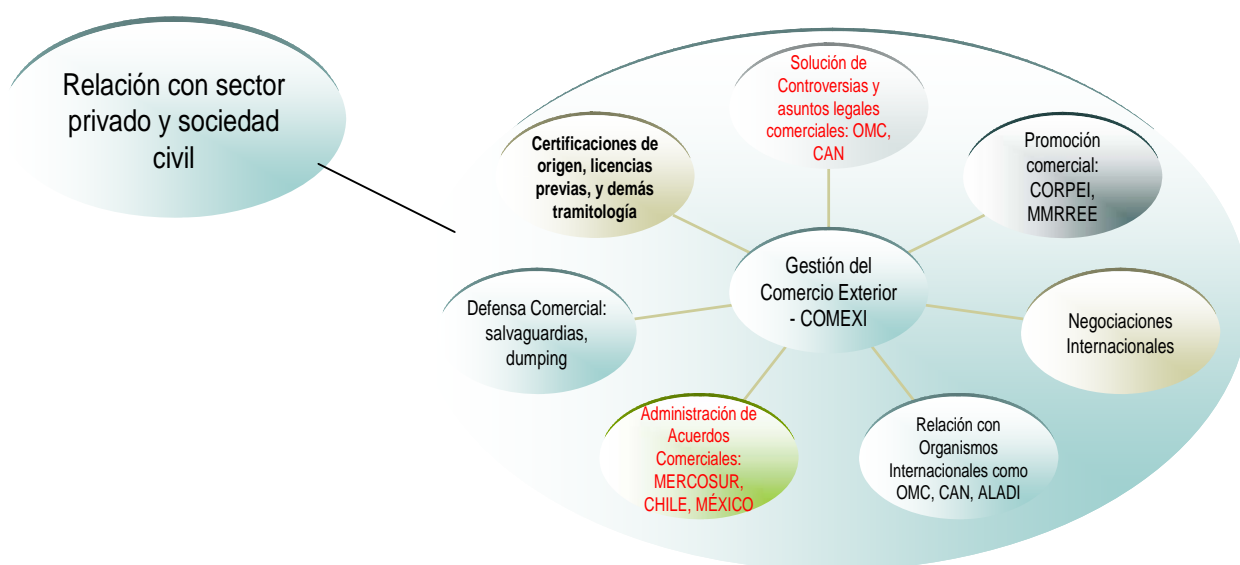 Relación con sector
privado y sociedad
civil
Solución de
Controversias y
asuntos legales
comerciales: OMC,
CAN
Certificaciones de
origen, licencias
previas, y demás
tramitología
Promoción
comercial:
CORPEI,
MMRREE
Gestión del
Comercio Exterior
- COMEXI
Defensa Comercial:
salvaguardias,
dumping
Negociaciones
Internacionales
Administración de
Acuerdos
Comerciales:
MERCOSUR,
CHILE, MÉXICO
Relación con
Organismos
Internacionales como
OMC, CAN, ALADI